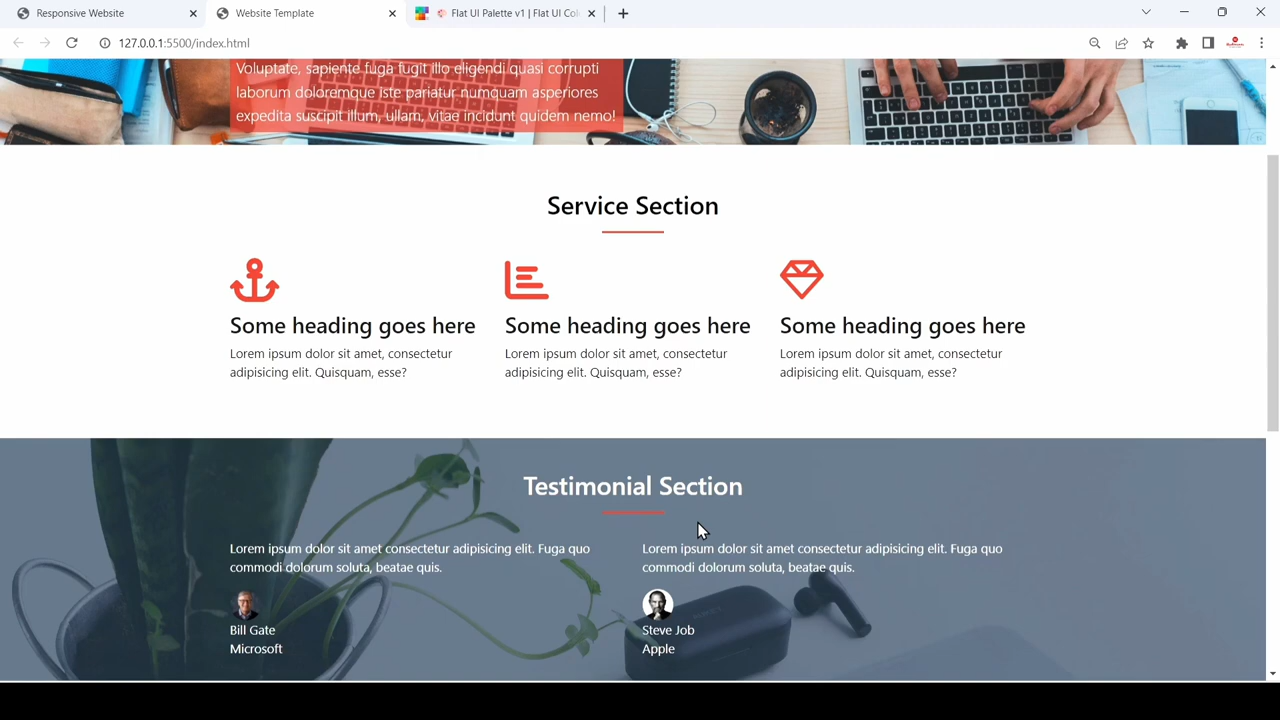 Responsive Website
Website Template
Flat UI Palette v1 | Flat UI Col
127.0.0.1:5500/index.html
Voluptate, sapiente fuga fugit illo eligendi quasi corrupti
laborum doloremque iste pariatur numquam asperiores
expedita suscipit illum, ullam, vitae incidunt quidem nemo!
Service Section
Some heading goes here
Lorem ipsum dolor sit amet, consectetur
adipisicing elit. Quisquam, esse?
Some heading goes here
Lorem ipsum dolor sit amet, consectetur
adipisicing elit. Quisquam, esse?
Some heading goes here
Lorem ipsum dolor sit amet, consectetur
adipisicing elit. Quisquam, esse?
Testimonial Section
Lorem ipsum dolor sit amet consectetur adipisicing elit. Fuga quo
commodi dolorum soluta, beatae quis.
Bill Gate
Microsoft
Lorem ipsum dolor sit amet consectetur adipisicing elit. Fuga quo
commodi dolorum soluta, beatae quis.
Steve Job
Apple